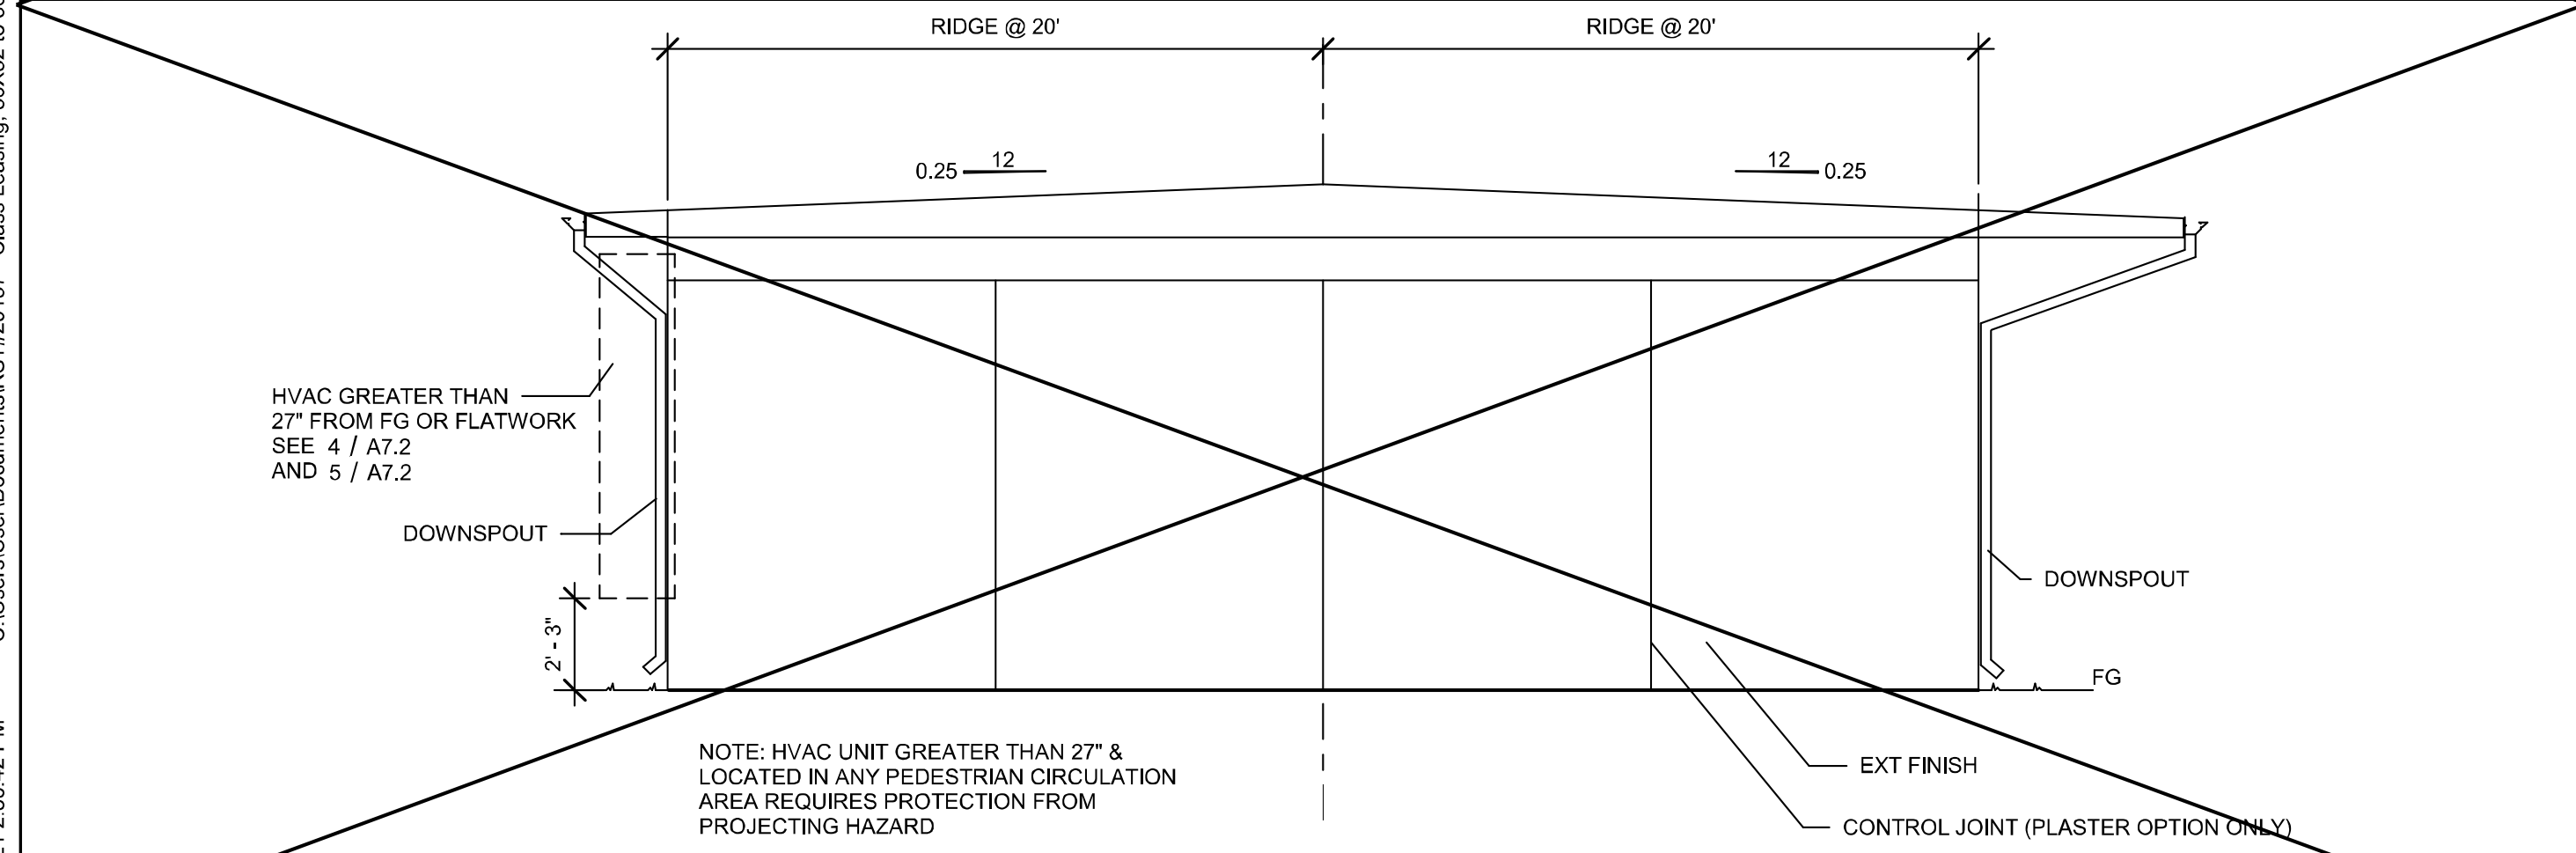 RIDGE @ 20'
RIDGE @ 20'
0.25
12
12
0.25
HVAC GREATER THAN
27" FROM FG OR FLATWORK
SEE 4 / A7.2
AND 5 / A7.2
DOWNSPOUT
2' - 3"
DOWNSPOUT
FG
NOTE: HVAC UNIT GREATER THAN 27" &
LOCATED IN ANY PEDESTRIAN CIRCULATION
AREA REQUIRES PROTECTION FROM
PROJECTING HAZARD
EXT FINISH
CONTROL JOINT (PLASTER OPTION ONLY)